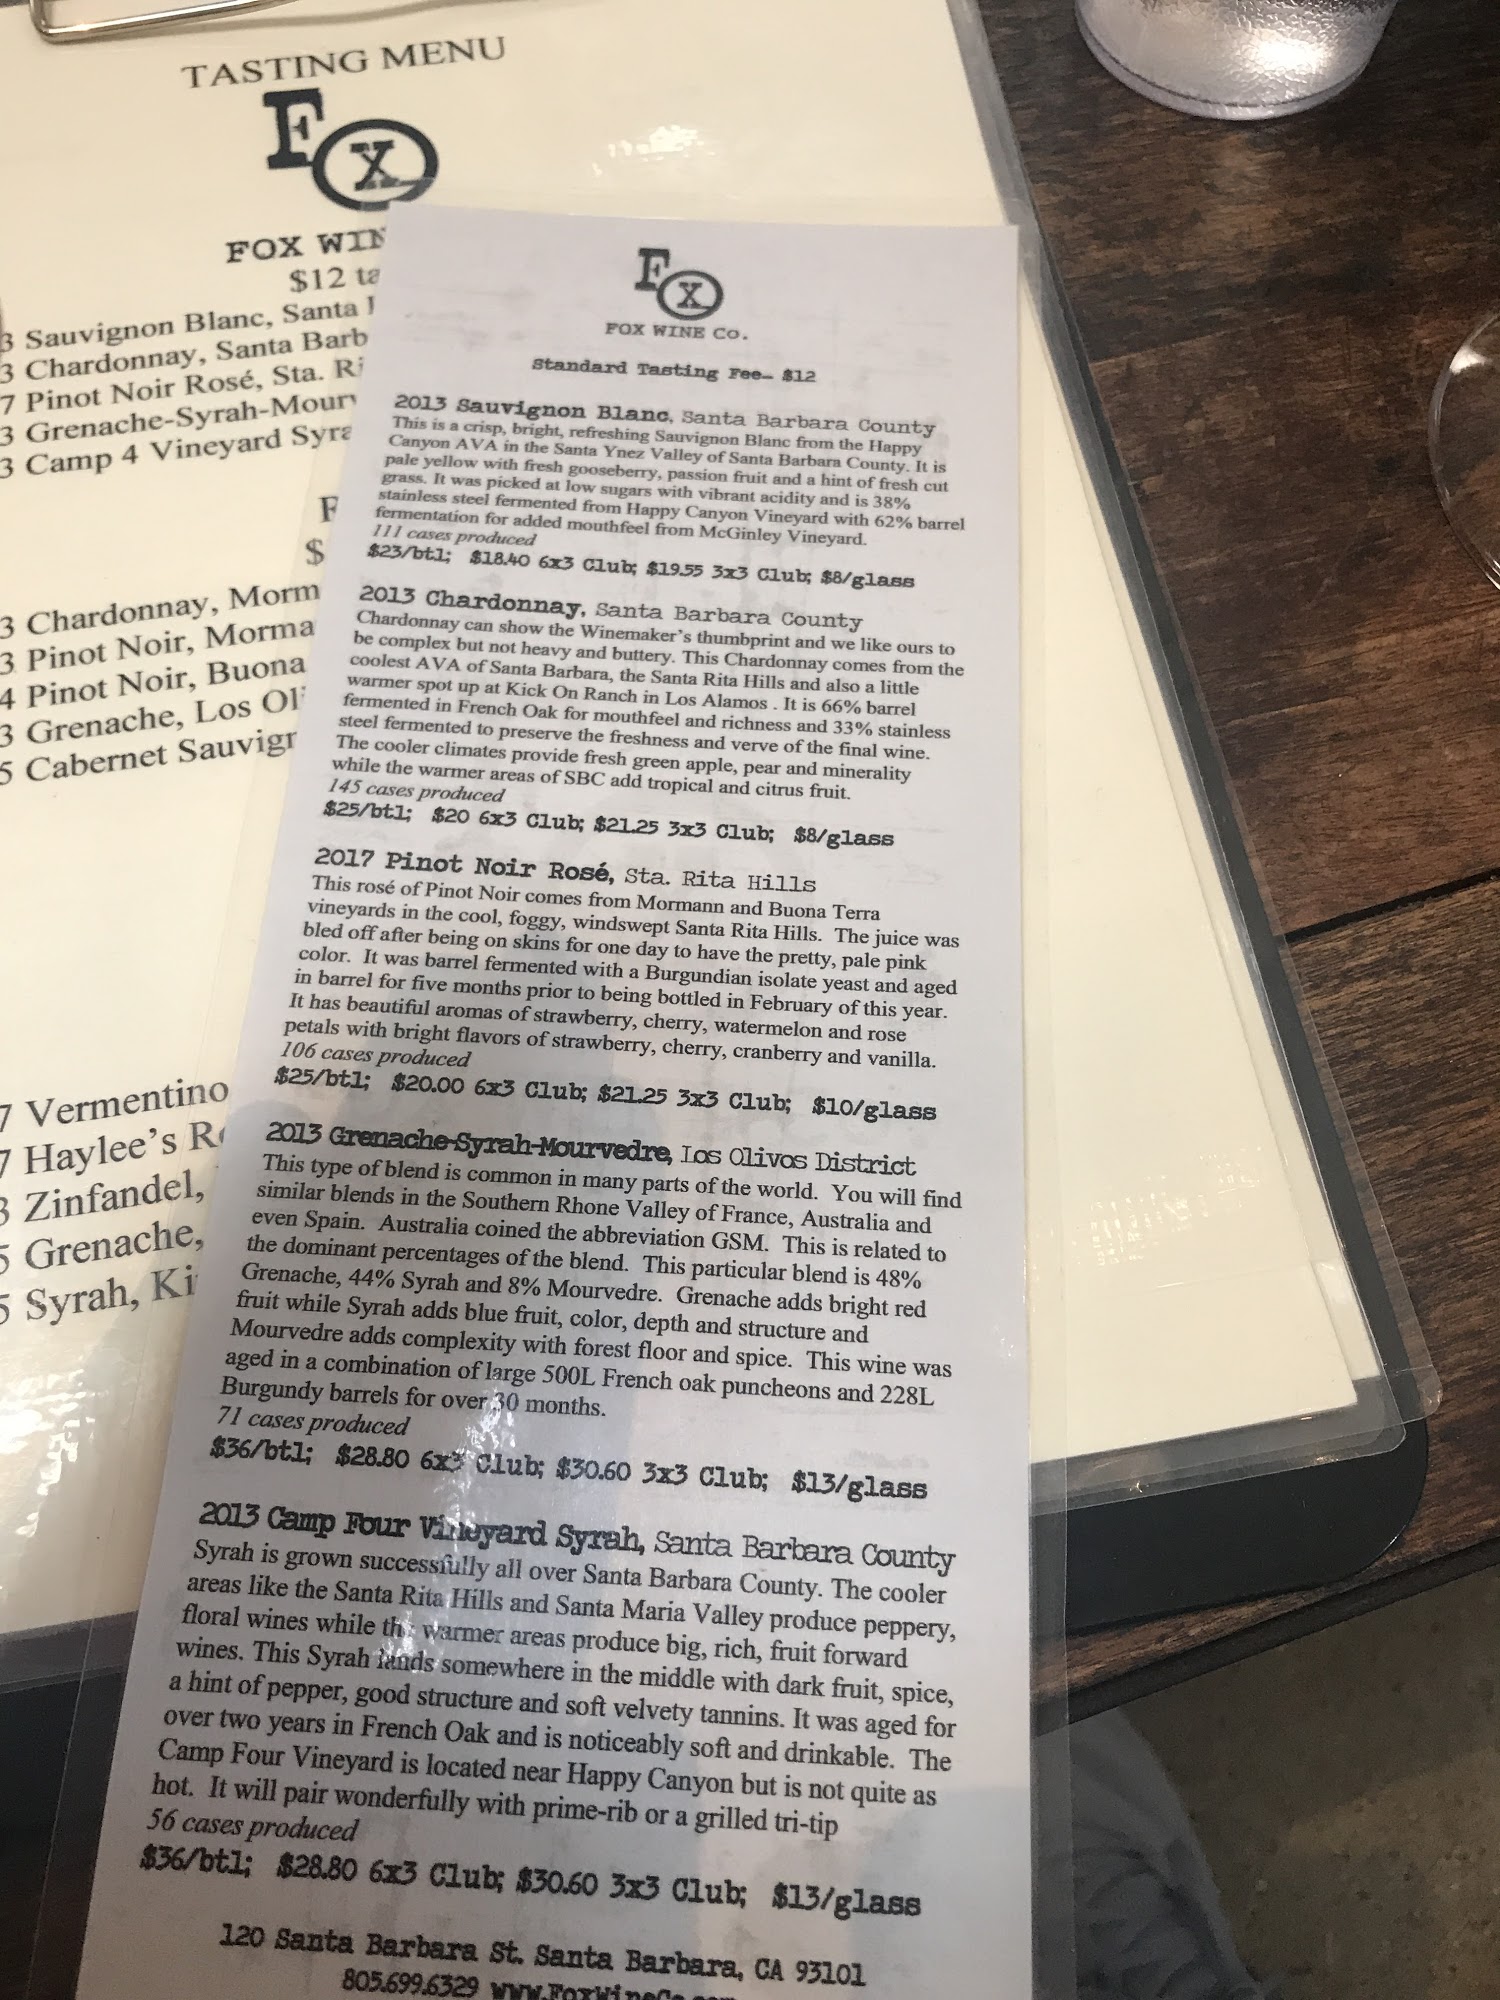 TASTING MENU
FOX
FOX WIN
$12 ta
3 Sauvignon Blanc, Santa
3 Chardonnay, Santa Barb
7 Pinot Noir Rosé, Sta. Ri
3 Grenache-Syrah-Mourv
3 Camp 4 Vineyard Syra
F
$
3 Chardonnay, Morm
3 Pinot Noir, Morma
4 Pinot Noir, Buona
3 Grenache, Los Oli
5 Cabernet Sauvign
7 Vermentino
7 Haylee's Ro
3 Zinfandel,
5 Grenache,
5 Syrah, Ki
FOX
FOX WINE Co.
Standard Tasting Fee- $12
2013 Sauvignon Blanc, Santa Barbara County
This is a crisp, bright, refreshing Sauvignon Blanc from the Happy
Canyon AVA in the Santa Ynez Valley of Santa Barbara County. It is
pale yellow with fresh gooseberry, passion fruit and a hint of fresh cut
grass. It was picked at low sugars with vibrant acidity and is 38%
stainless steel fermented from Happy Canyon Vineyard with 62% barrel
fermentation for added mouthfeel from McGinley Vineyard.
111 cases produced
$23/btl; $18.40 6x3 Club; $19.55 3x3 Club; $8/glass
2013 Chardonnay, Santa Barbara County
Chardonnay can show the Winemaker's thumbprint and we like ours to
be complex but not heavy and buttery. This Chardonnay comes from the
coolest AVA of Santa Barbara, the Santa Rita Hills and also a little
warmer spot up at Kick On Ranch in Los Alamos . It is 66% barrel
fermented in French Oak for mouthfeel and richness and 33% stainless
steel fermented to preserve the freshness and verve of the final wine.
The cooler climates provide fresh green apple, pear and minerality
while the warmer areas of SBC add tropical and citrus fruit.
145 cases produced
$25/btl; $20 6x3 Club; $21.25 3x3 Club; $8/glass
2017 Pinot Noir Rosé, Sta. Rita Hills
This rosé of Pinot Noir comes from Mormann and Buona Terra
vineyards in the cool, foggy, windswept Santa Rita Hills. The juice was
bled off after being on skins for one day to have the pretty, pale pink
color. It was barrel fermented with a Burgundian isolate yeast and aged
in barrel for five months prior to being bottled in February of this year.
It has beautiful aromas of strawberry, cherry, watermelon and rose
petals with bright flavors of strawberry, cherry, cranberry and vanilla.
106 cases produced
$25/btl; $20.00 6x3 Club; $21.25 3x3 Club; $10/glass
2013 Grenache-Syrah-Mourvedre, Los Olivos District
This type of blend is common in many parts of the world. You will find
similar blends in the Southern Rhone Valley of France, Australia and
even Spain. Australia coined the abbreviation GSM. This is related to
the dominant percentages of the blend. This particular blend is 48%
Grenache, 44% Syrah and 8% Mourvedre. Grenache adds bright red
fruit while Syrah adds blue fruit, color, depth and structure and
Mourvedre adds complexity with forest floor and spice. This wine was
aged in a combination of large 500L French oak puncheons and 228L
Burgundy barrels for over 30 months.
71 cases produced
$36/btl; $28.80 6x3 Club; $30.60 3x3 Club; $13/glass
2013 Camp Four Vineyard Syrah, Santa Barbara County
Syrah is grown successfully all over Santa Barbara County. The cooler
areas like the Santa Rita Hills and Santa Maria Valley produce peppery,
floral wines while the warmer areas produce big, rich, fruit forward
wines. This Syrah lands somewhere in the middle with dark fruit, spice,
a hint of pepper, good structure and soft velvety tannins. It was aged for
over two years in French Oak and is noticeably soft and drinkable. The
Camp Four Vineyard is located near Happy Canyon but is not quite as
hot. It will pair wonderfully with prime-rib or a grilled tri-tip
56 cases produced
$36/btl; $28.80 6x3 Club; $30.60 3x3 Club; $13/glass
120 Santa Barbara St. Santa Barbara, CA 93101
805.699.6329 www.FoxWineCo.com